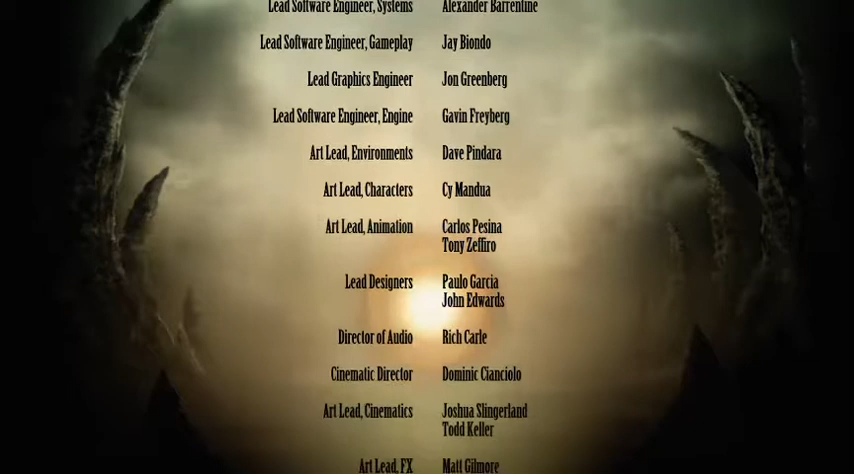 Lead Software Engineer, Systems Alexander Barrentine
Lead Software Engineer, Gameplay Jay Biondo
Lead Graphics Engineer Jon Greenberg
Lead Software Engineer, Engine Gavin Freyberg
Art Lead, Environments Dave Pindara
Art Lead, Characters Cy Mandua
Art Lead, Animation Carlos Pesina
Tony Zeffiro
Lead Designers Paulo Garcia
John Edwards
Director of Audio Rich Carle
Cinematic Director Dominic Cianciolo
Art Lead, Cinematics Joshua Slingerland
Todd Keller
Art Lead, FX Matt Gilmore